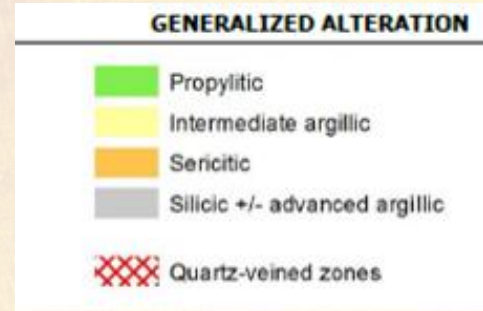 GENERALIZED ALTERATION
Propylitic
Intermediate argillic
Sericitic
Silicic +/- advanced argillic
Quartz-veined zones